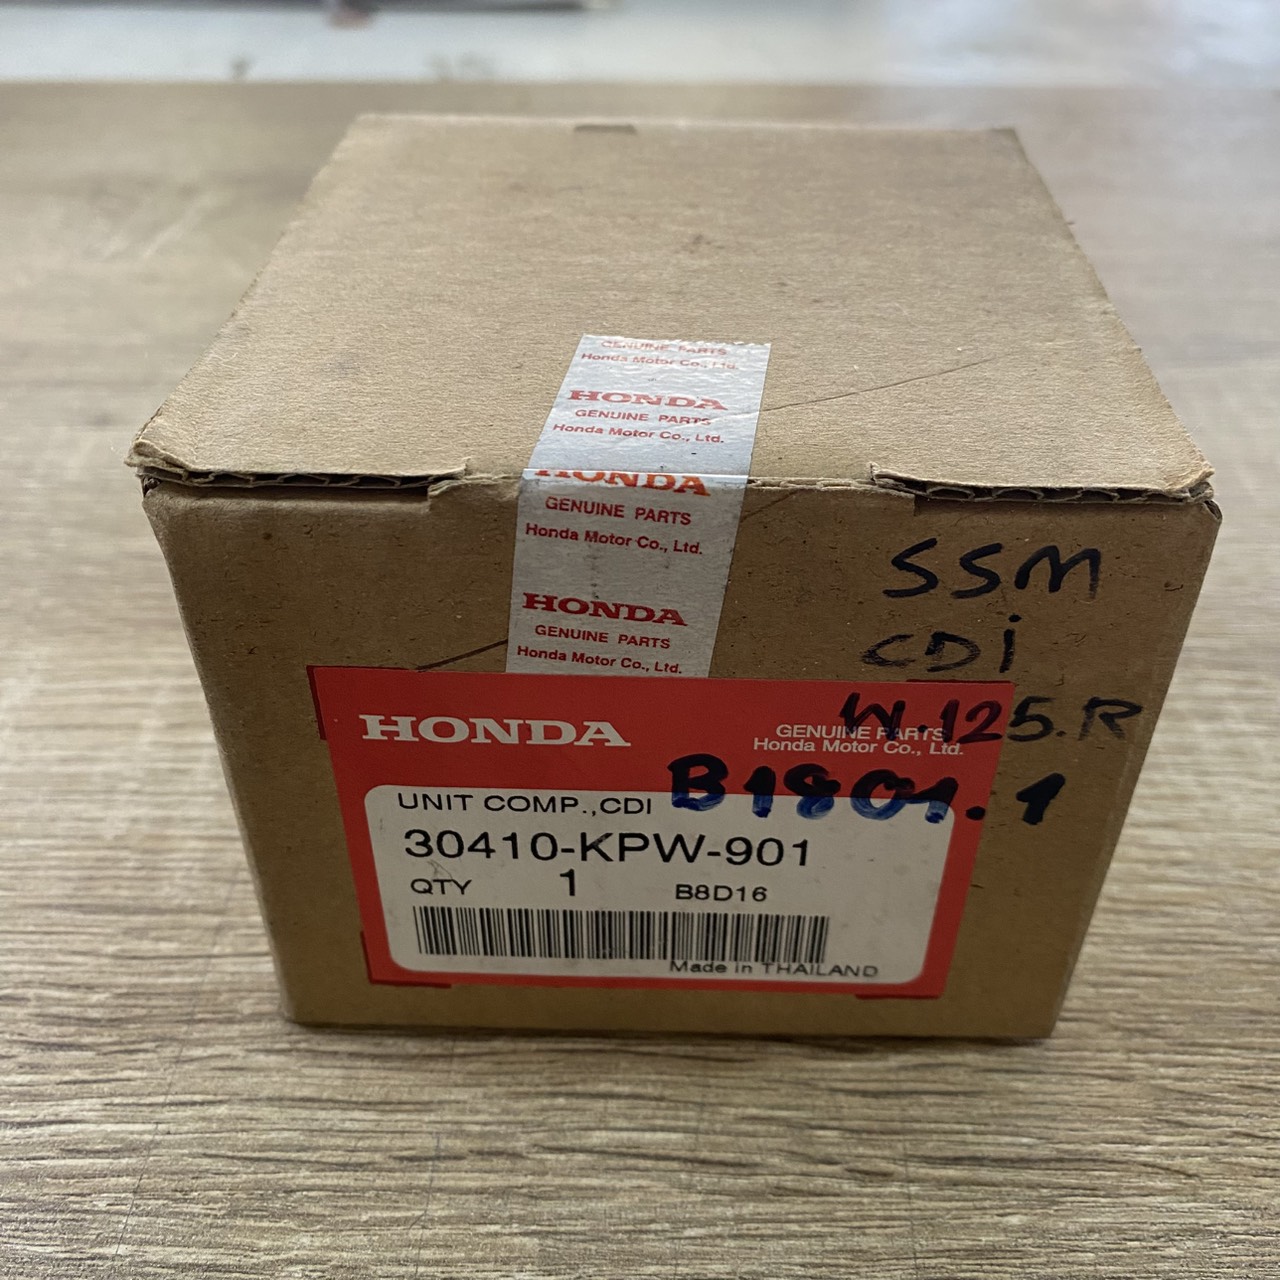 GENUINE PARTS
Honda Motor Co., Ltd.
HONDA
GENUINE PARTS
Honda Motor Co., Ltd.
HONDA
GENUINE PARTS
Honda Motor Co., Ltd.
HONDA
GENUINE PARTS
Honda Motor Co., Ltd.
SSM
CDi
W.125.R
B1801.1
HONDA
GENUINE PARTS
Honda Motor Co., Ltd.
UNIT COMP.,CDI
30410-KPW-901
QTY 1 B8D16
Made in THAILAND